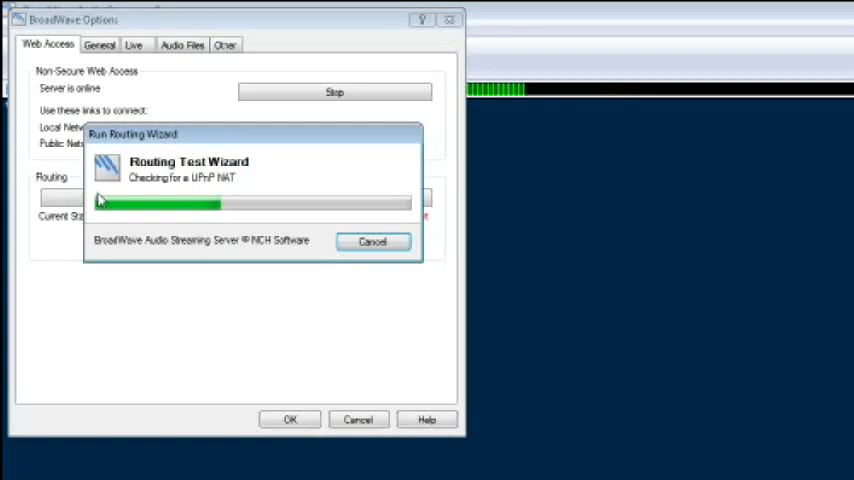 BroadWave Options
Web Access General Live Audio Files Other
Non-Secure Web Access
Server is online
Stop
Use these links to connect:
Local Netw
Public Netw
Run Routing Wizard
Routing Test Wizard
Checking for a UPnP NAT
Routing
Current Sta
BroadWave Audio Streaming Server © NCH Software
Cancel
OK Cancel Help